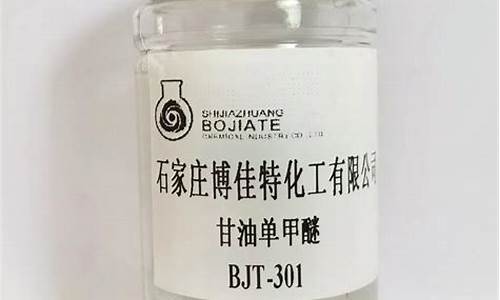 SHIJIAZHUANG
BOJIATE
CHEMICAL INDUSTRY CO., LTD
石家庄博佳特化工有限公司
甘油单甲醚
BJT-301